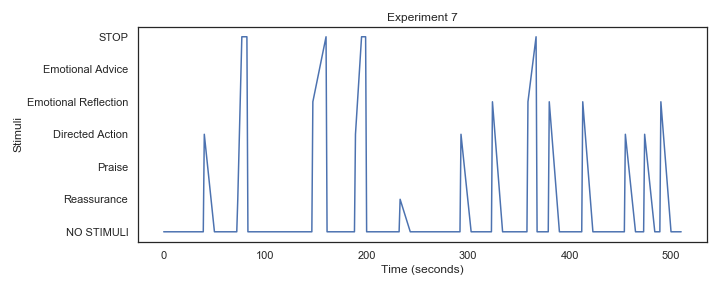 Experiment 7
STOP
Emotional Advice
Emotional Reflection
Directed Action
Praise
Reassurance
NO STIMULI
Stimuli
0 100 200 300 400 500
Time (seconds)